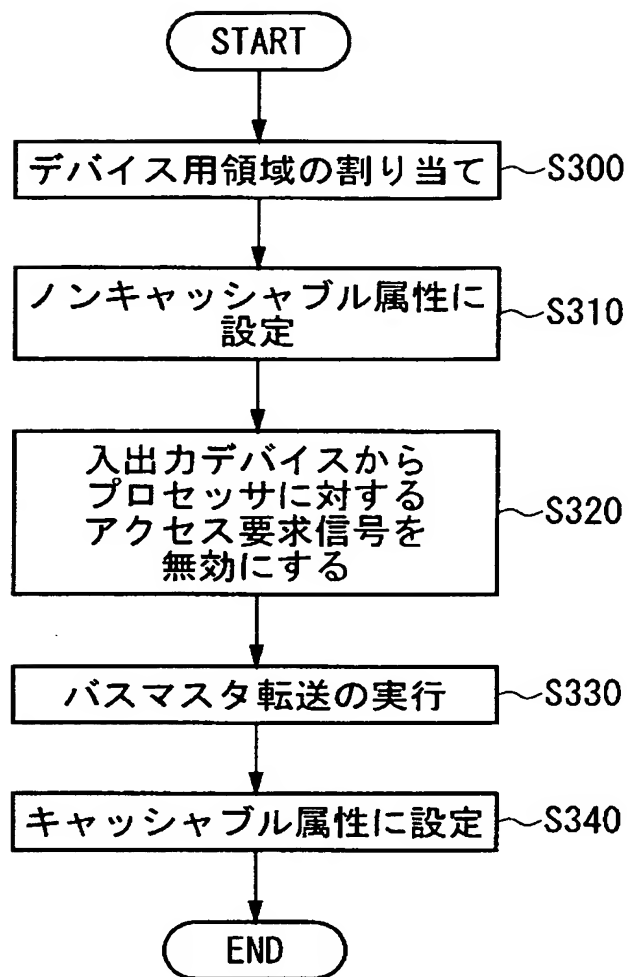 START
デバイス用領域の割り当て
S300
ノンキャッシャブル属性に
設定
S310
入出力デバイスから
プロセッサに対する
アクセス要求信号を
無効にする
S320
バスマスタ転送の実行
S330
キャッシャブル属性に設定
S340
END